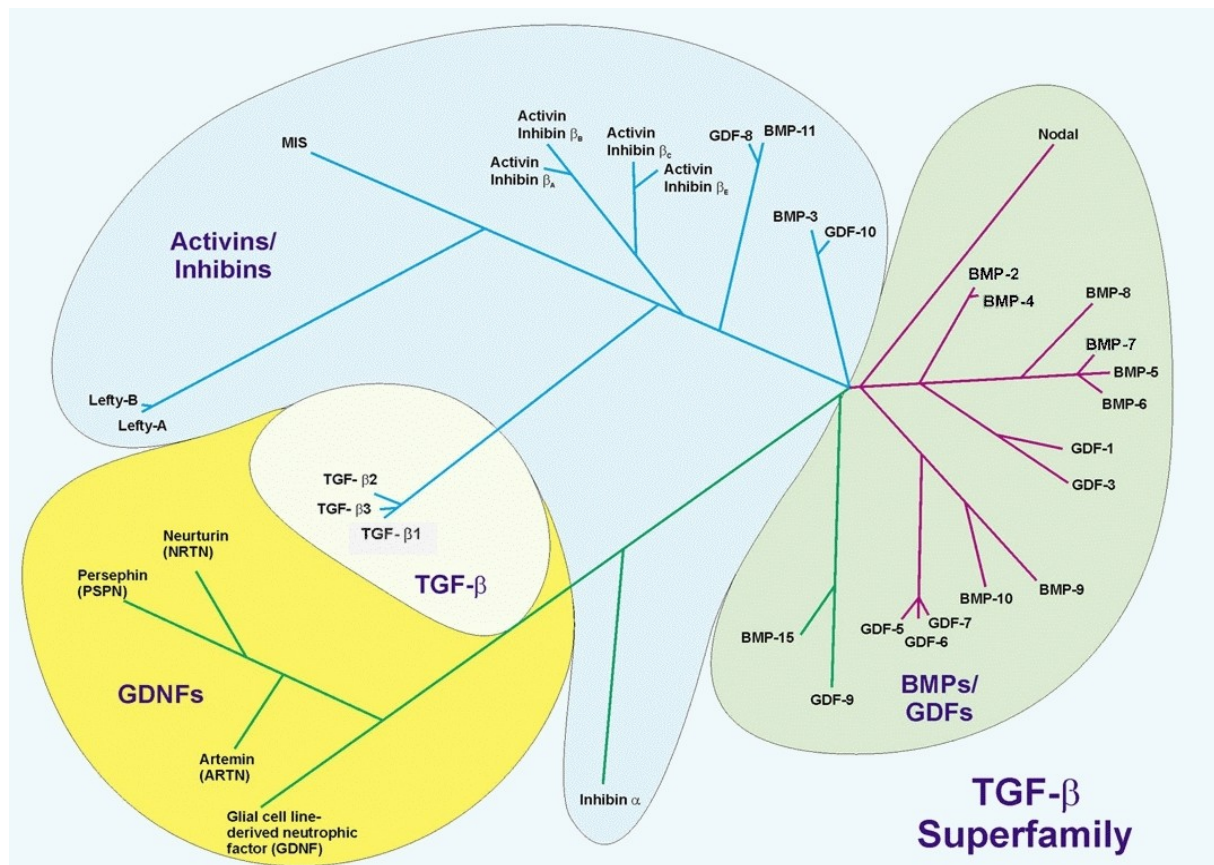 MIS
Activin
Inhibin βB
Activin
Inhibin βA
Activin
Inhibin βC
Activin
Inhibin βE
GDF-8
BMP-11
BMP-3
GDF-10
Nodal
Activins/
Inhibins
BMP-2
BMP-4
BMP-8
BMP-7
BMP-5
BMP-6
GDF-1
GDF-3
Lefty-B
Lefty-A
TGF- β2
TGF- β3
TGF- β1
TGF-β
Neurturin
(NRTN)
Persephin
(PSPN)
GDNFs
Artemin
(ARTN)
Glial cell line-
derived neutrophic
factor (GDNF)
Inhibin α
BMP-15
GDF-9
GDF-5
GDF-6
GDF-7
BMP-10
BMP-9
BMPs/
GDFs
TGF-β
Superfamily